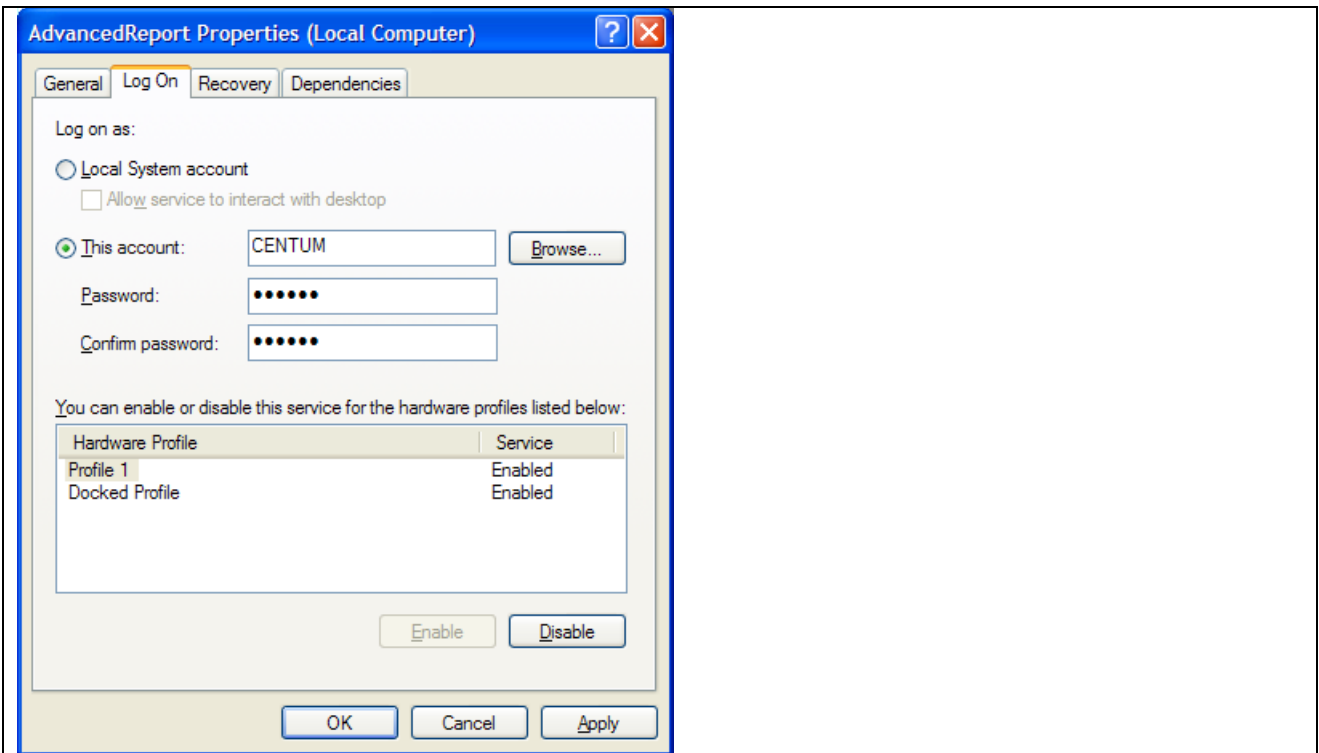 AdvancedReport Properties (Local Computer)
General Log On Recovery Dependencies
Log on as:
Local System account
Allow service to interact with desktop
This account: CENTUM Browse...
Password: ••••••
Confirm password: ••••••
You can enable or disable this service for the hardware profiles listed below:
Hardware Profile Service
Profile 1 Enabled
Docked Profile Enabled
Enable Disable
OK Cancel Apply